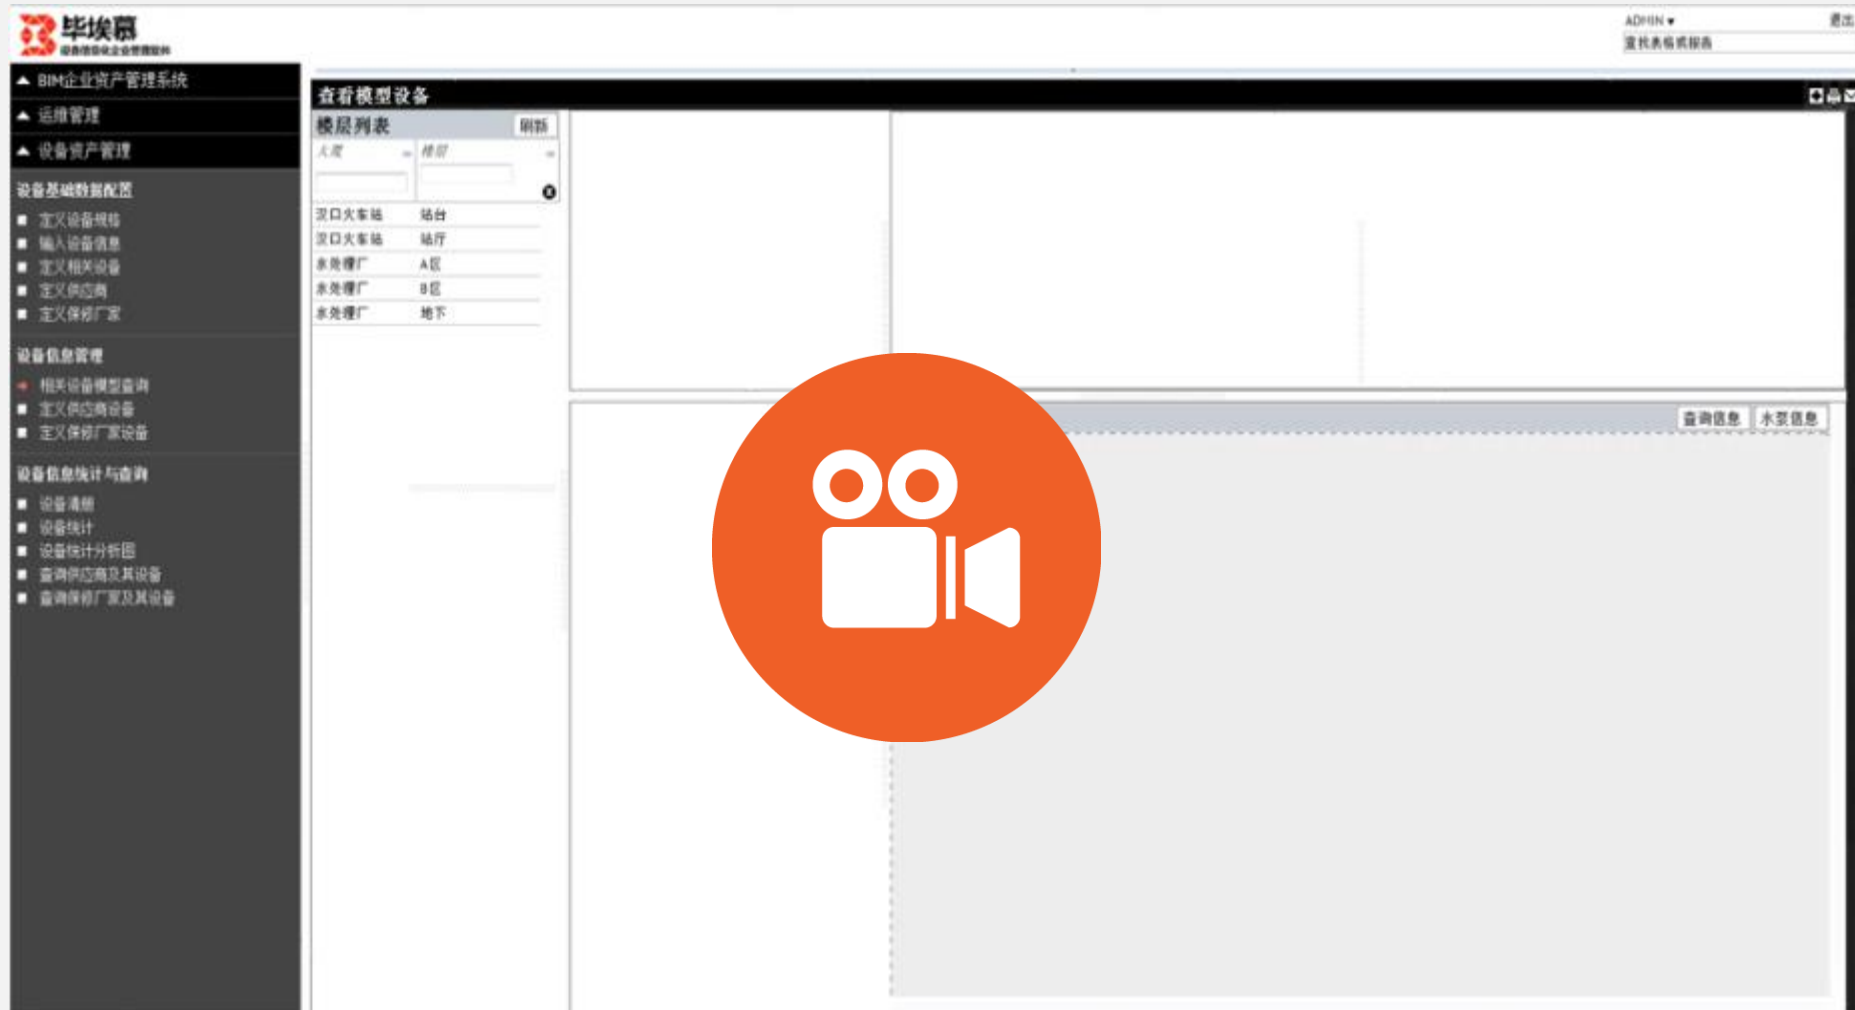 毕埃慕
ADMIN
退出
查找表格或报告
BIM企业资产管理系统
运维管理
设备资产管理
设备基础数据配置
定义设备规格
输入设备信息
定义相关设备
定义供应商
定义保修厂家
设备信息管理
相关设备模型查询
定义供应商设备
定义保修厂家设备
设备信息统计与查询
设备清册
设备统计
设备统计分析图
查询供应商及其设备
查询保修厂家及其设备
查看模型设备
楼层列表 刷新
大厦 楼层
汉口火车站 站台
汉口火车站 站厅
水处理厂 A区
水处理厂 B区
水处理厂 地下
查询信息 水泵信息